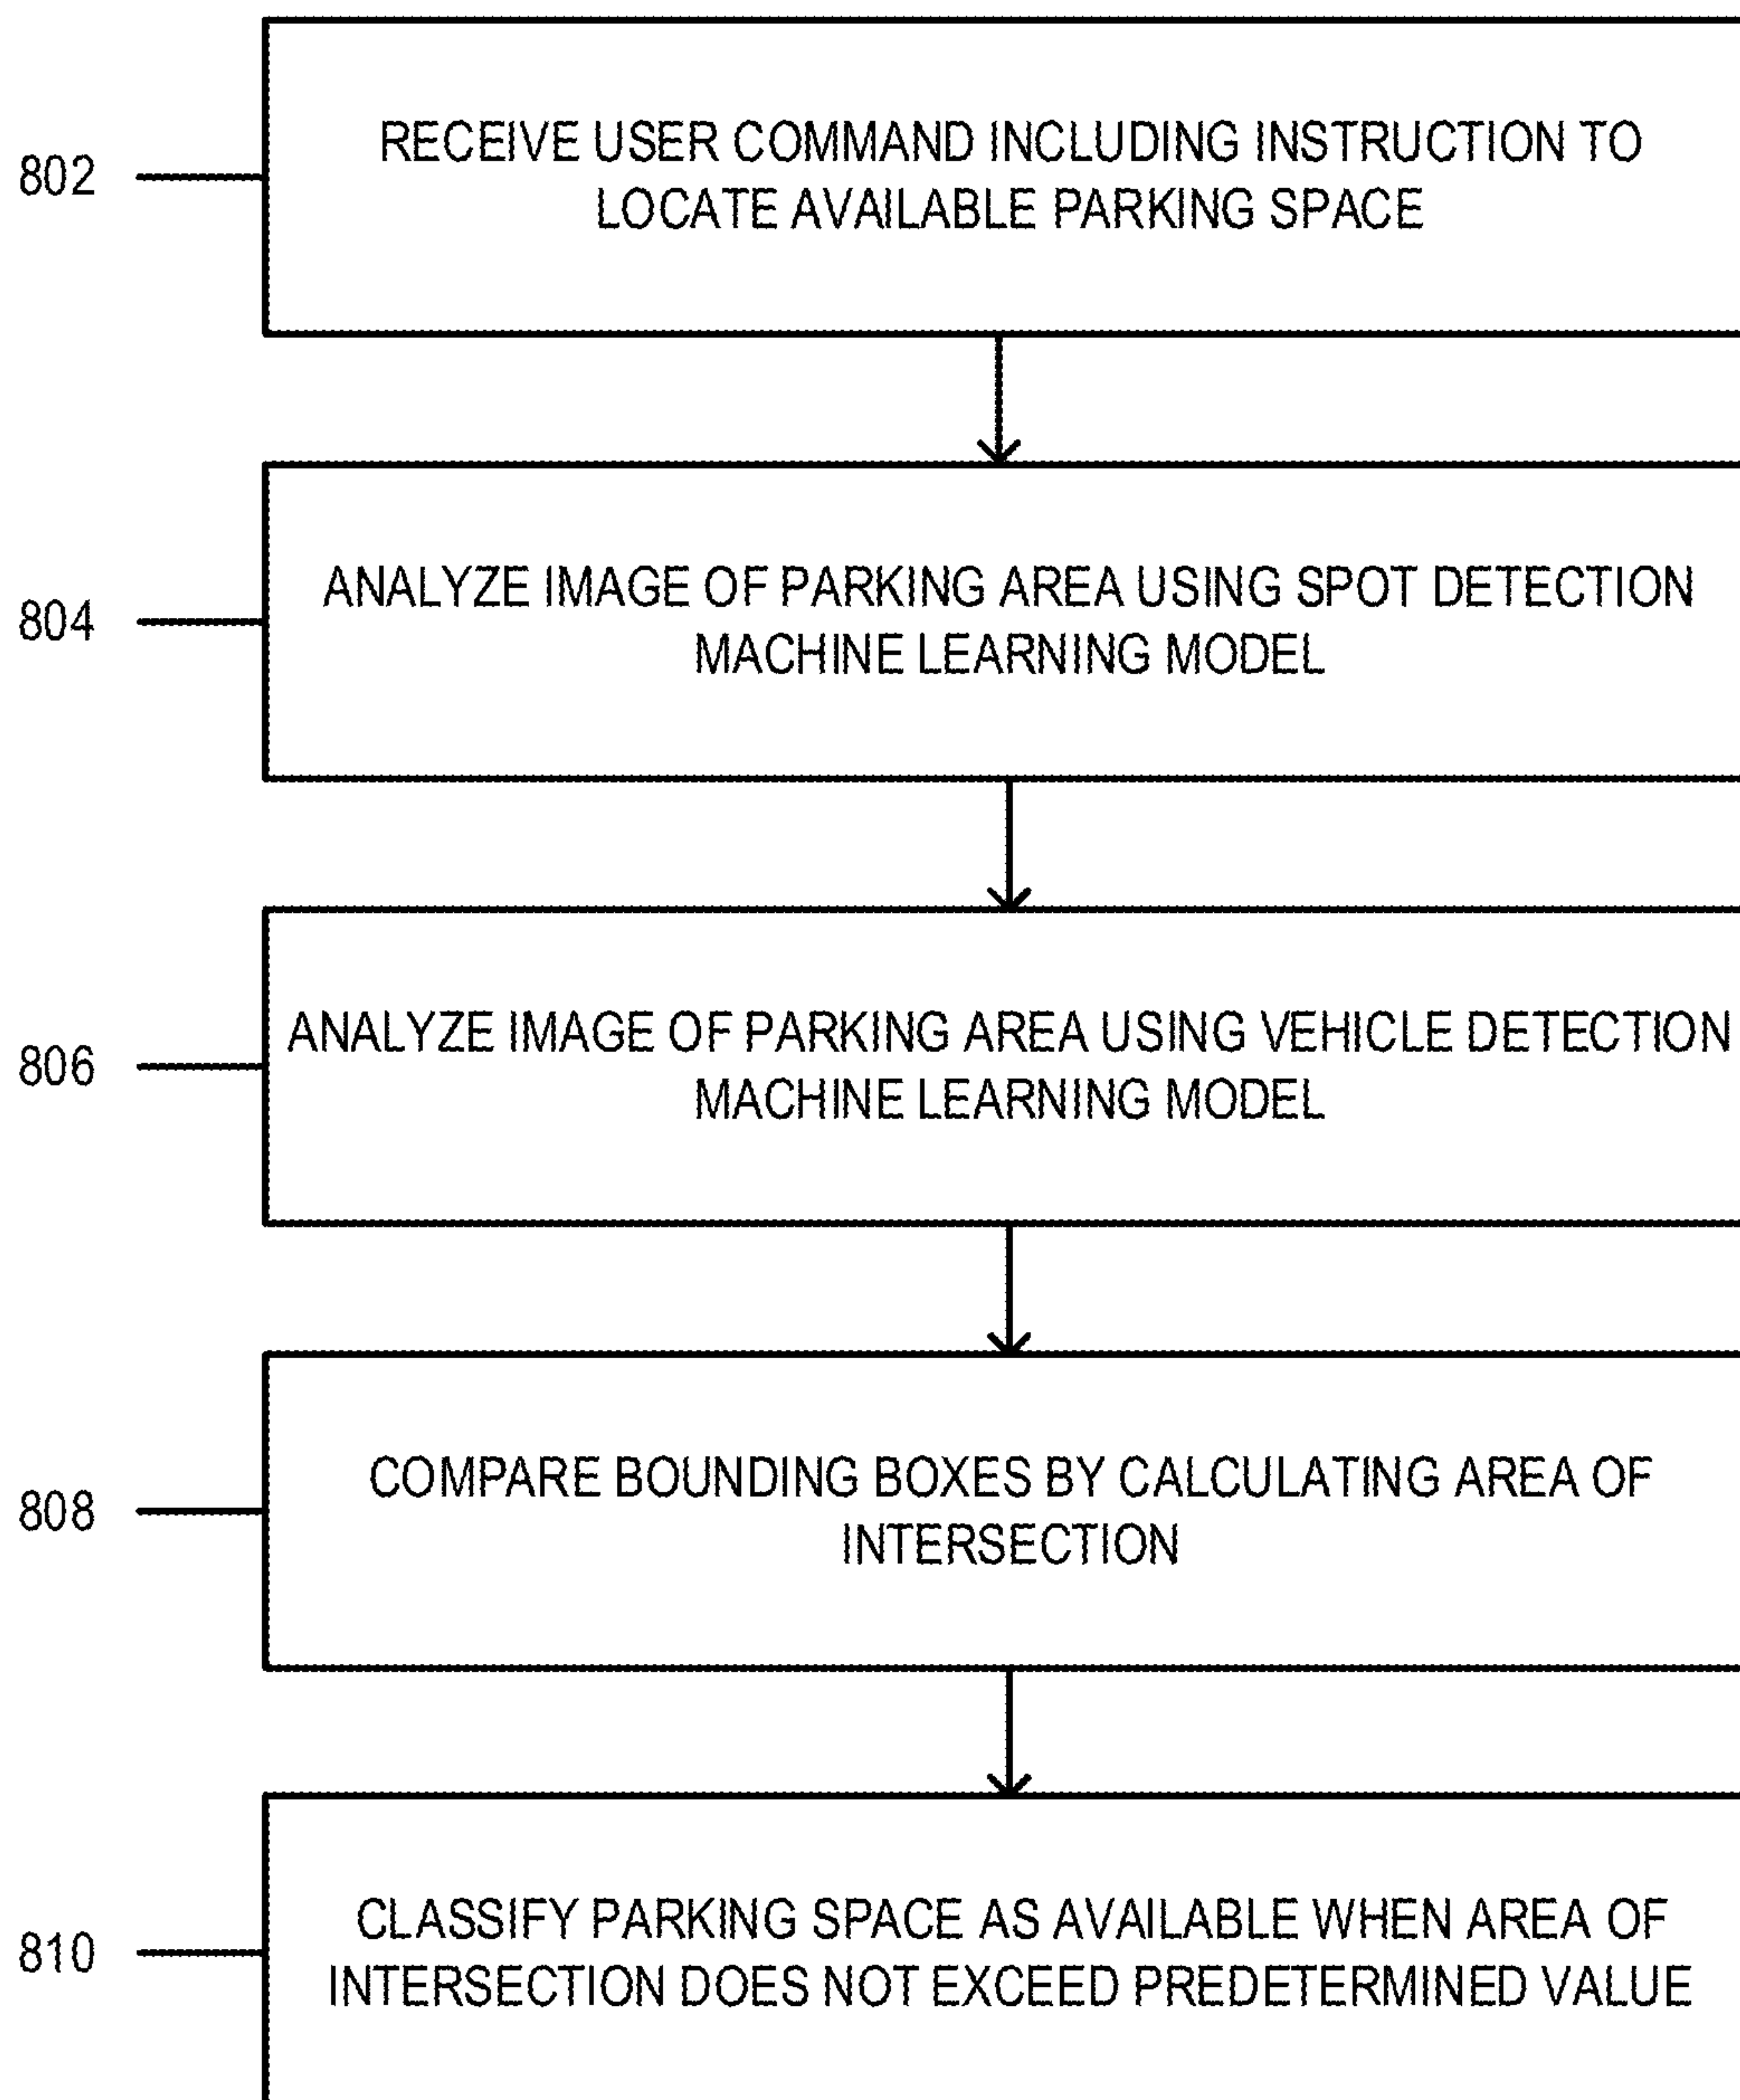 802
RECEIVE USER COMMAND INCLUDING INSTRUCTION TO
LOCATE AVAILABLE PARKING SPACE
804
ANALYZE IMAGE OF PARKING AREA USING SPOT DETECTION
MACHINE LEARNING MODEL
806
ANALYZE IMAGE OF PARKING AREA USING VEHICLE DETECTION
MACHINE LEARNING MODEL
808
COMPARE BOUNDING BOXES BY CALCULATING AREA OF
INTERSECTION
810
CLASSIFY PARKING SPACE AS AVAILABLE WHEN AREA OF
INTERSECTION DOES NOT EXCEED PREDETERMINED VALUE